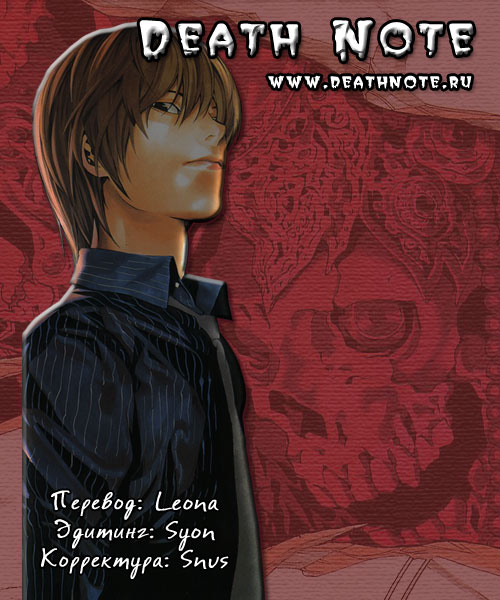 Death Note
www.deathnote.ru
Перевод: Leona
Эдитинг: Syon
Корректура: Snus